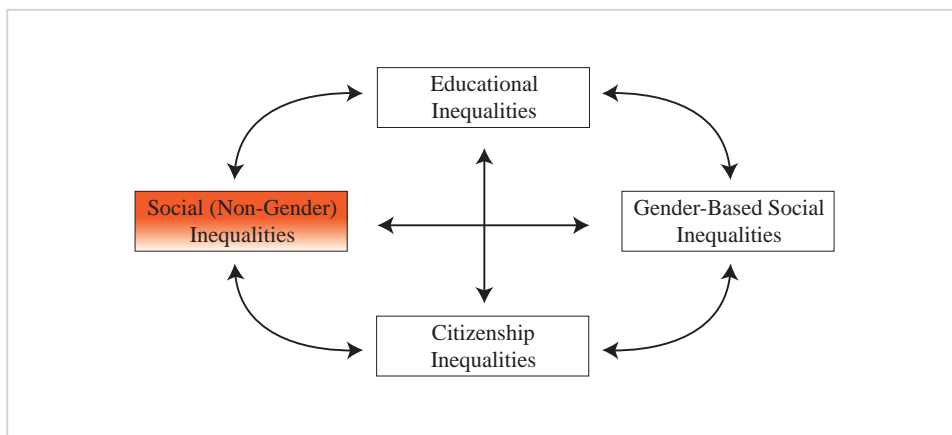 Educational
Inequalities
Social (Non-Gender)
Inequalities
Gender-Based Social
Inequalities
Citizenship
Inequalities